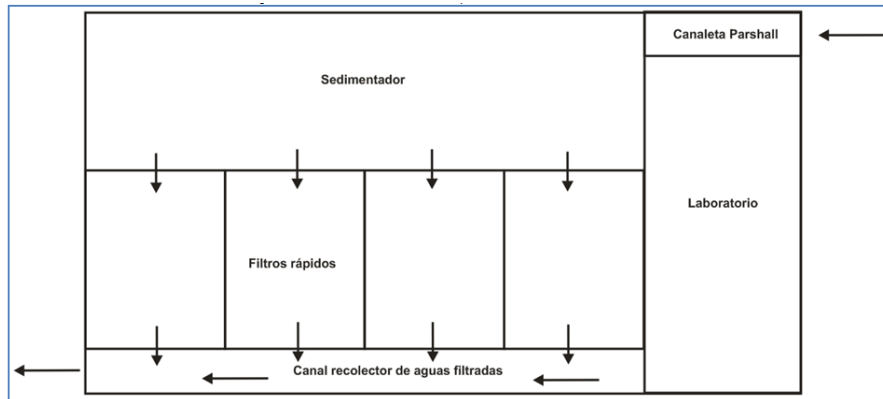 Canaleta Parshall
Sedimentador
Laboratorio
Filtros rápidos
Canal recolector de aguas filtradas